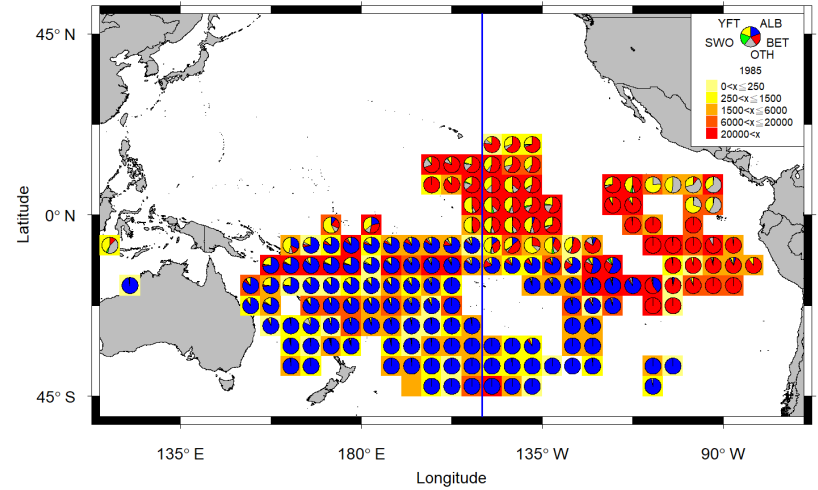 45° N
0° N
45° S
Latitude
135° E
180° E
135° W
90° W
Longitude
YFT ALB
SWO BET
OTH
1985
0<x≦250
250<x≦1500
1500<x≦6000
6000<x≦20000
20000<x